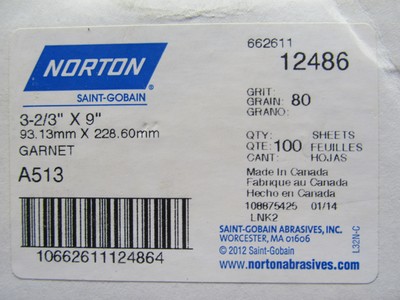 NORTON
SAINT-GOBAIN ®
3-2/3" X 9"
93.13mm X 228.60mm
GARNET
A513
10662611124864
662611
12486
GRIT:
GRAIN: 80
GRANO:
QTY: SHEETS
QTE: 100 FEUILLES
CANT: HOJAS
Made In Canada
Fabrique au Canada
Hecho en Canada
108875425 01/14
LNK2
SAINT-GOBAIN ABRASIVES, INC.
WORCESTER, MA 01606
© 2012 Saint-Gobain
www.nortonabrasives.com
L32N-C